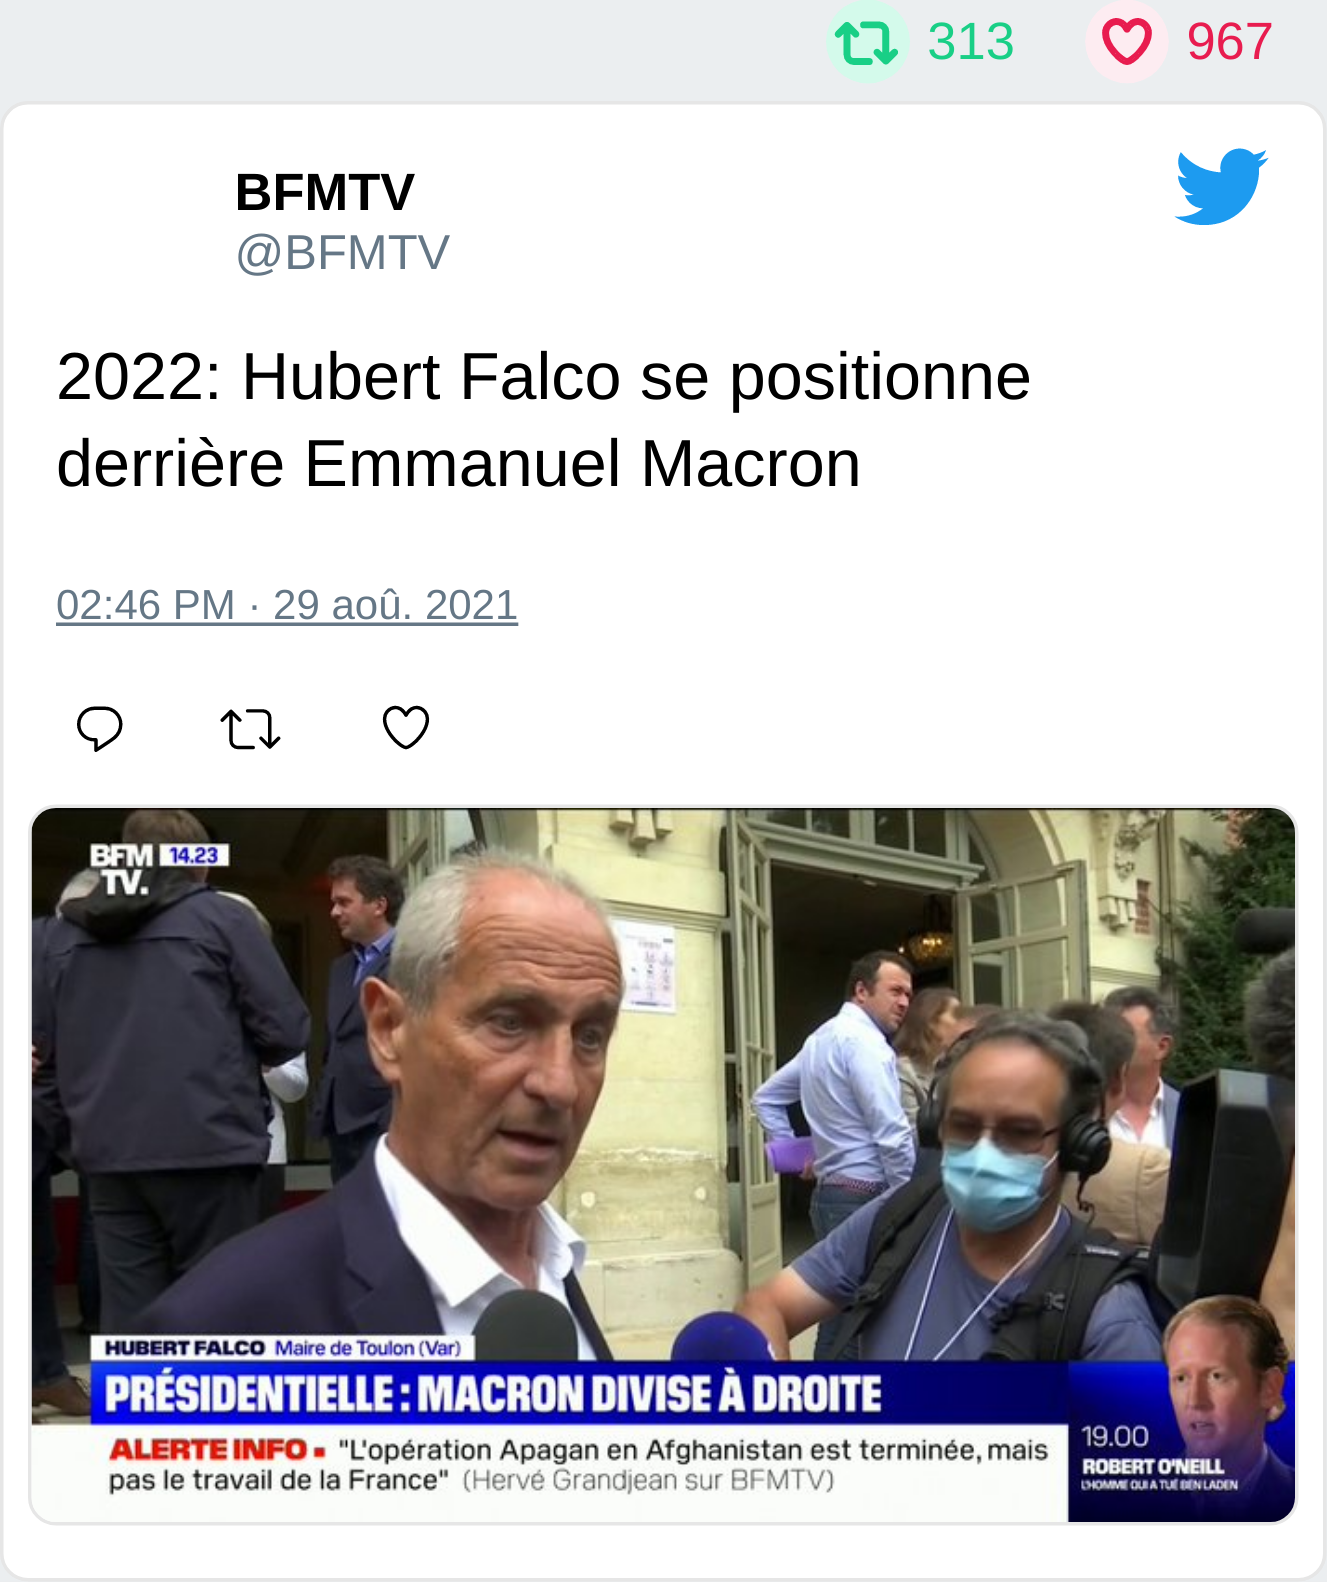 313 967
BFMTV
@BFMTV
2022: Hubert Falco se positionne
derrière Emmanuel Macron
02:46 PM · 29 aoû. 2021
BFM 14.23
TV.
HUBERT FALCO Maire de Toulon (Var)
PRÉSIDENTIELLE : MACRON DIVISE À DROITE
ALERTE INFO ▪ "L'opération Apagan en Afghanistan est terminée, mais
pas le travail de la France" (Hervé Grandjean sur BFMTV)
19.00
ROBERT O'NEILL
L'HOMME QUI A TUÉ BEN LADEN